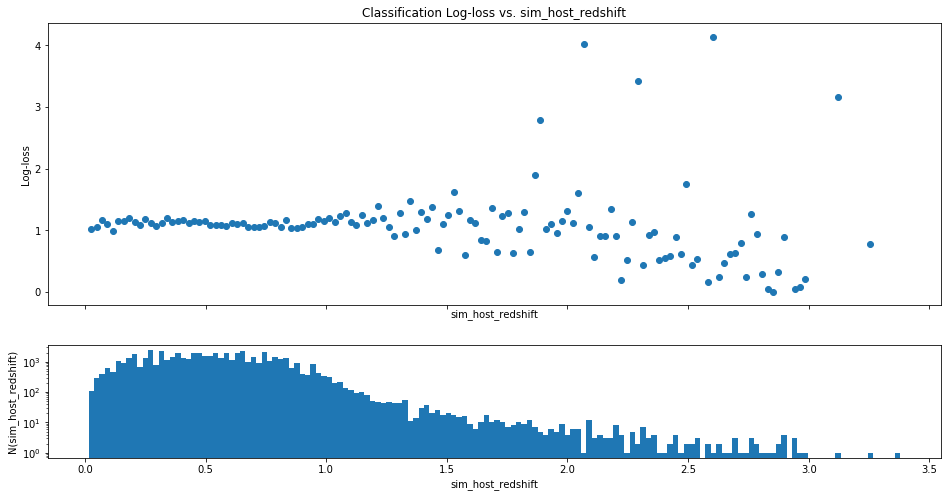 Classification Log-loss vs. sim_host_redshift
4
3
2
1
0
Log-loss
sim_host_redshift
10³
10²
10¹
10⁰
N(sim_host_redshift)
0.0 0.5 1.0 1.5 2.0 2.5 3.0 3.5
sim_host_redshift